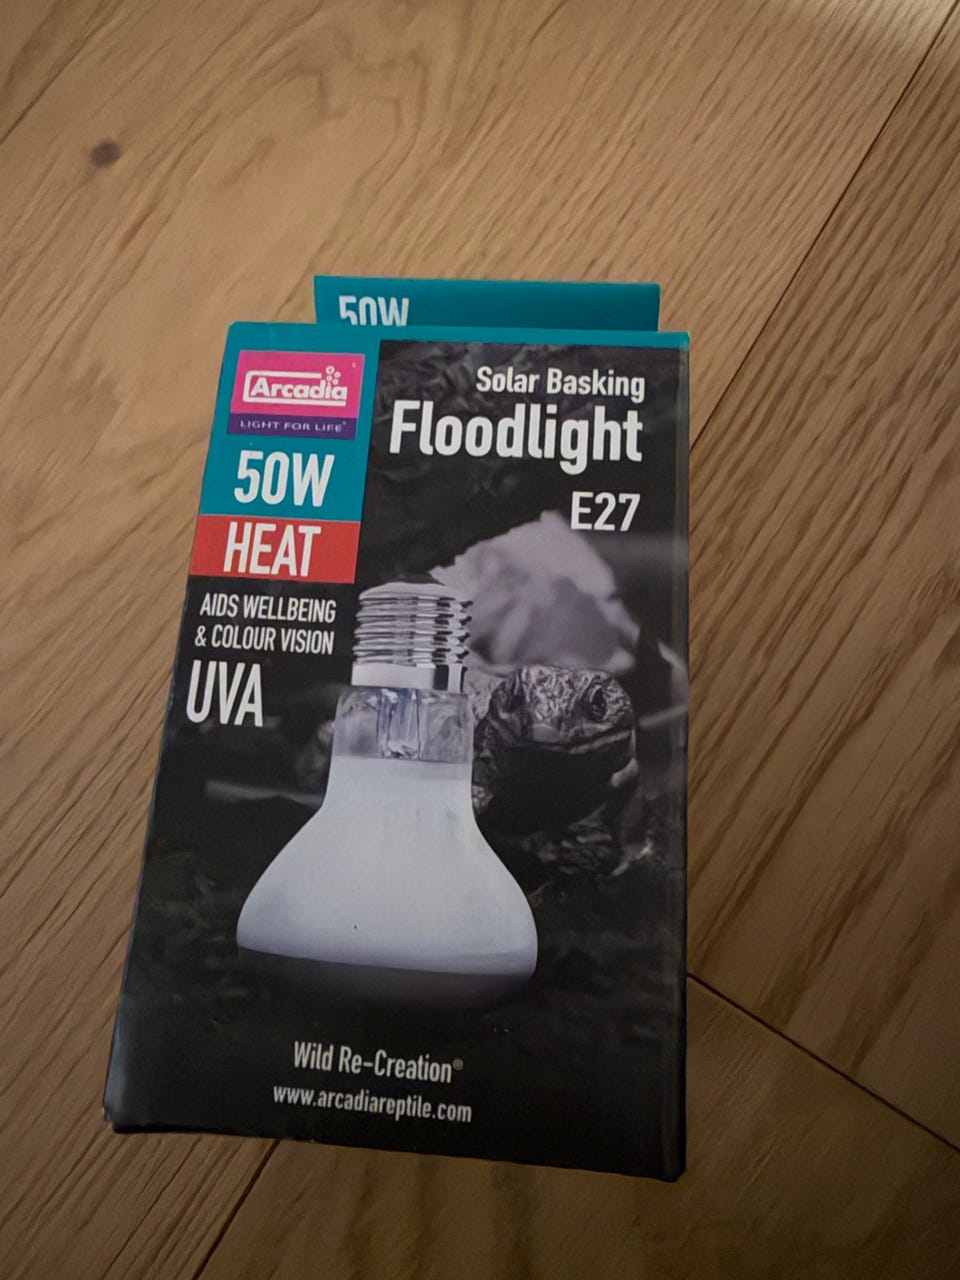 50W
Arcadia
LIGHT FOR LIFE
50W
HEAT
AIDS WELLBEING
& COLOUR VISION
UVA
Solar Basking
Floodlight
E27
Wild Re-Creation®
www.arcadiareptile.com